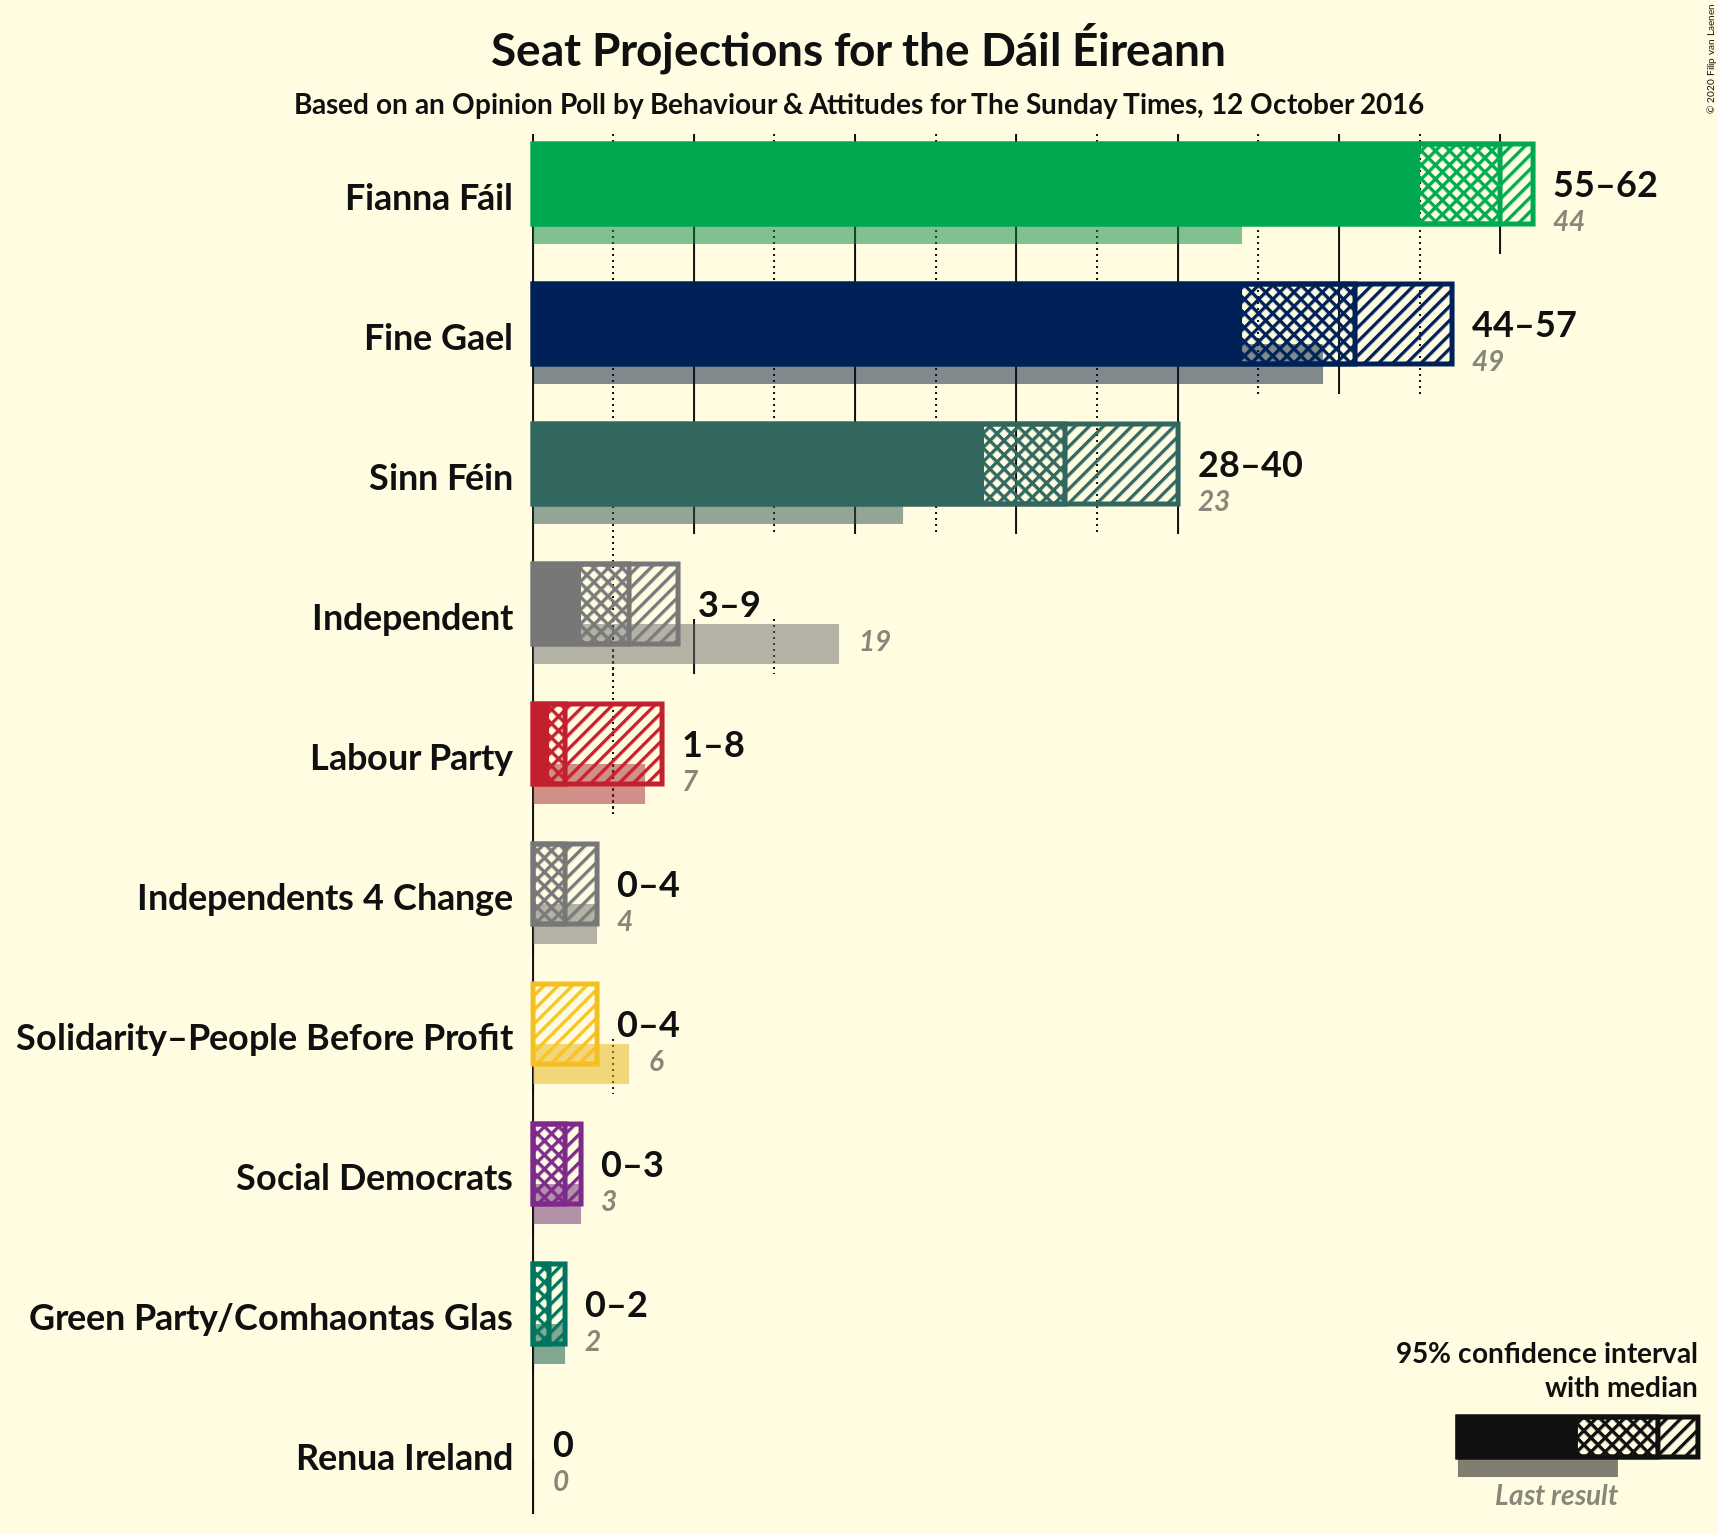 Seat Projections for the Dáil Éireann
Based on an Opinion Poll by Behaviour & Attitudes for The Sunday Times, 12 October 2016
© 2020 Filip van Laenen
Fianna Fáil
55–62
44
Fine Gael
44–57
49
Sinn Féin
28–40
23
Independent
3–9
19
Labour Party
1–8
7
Independents 4 Change
0–4
4
Solidarity–People Before Profit
0–4
6
Social Democrats
0–3
3
Green Party/Comhaontas Glas
0–2
2
Renua Ireland
0
0
95% confidence interval
with median
Last result